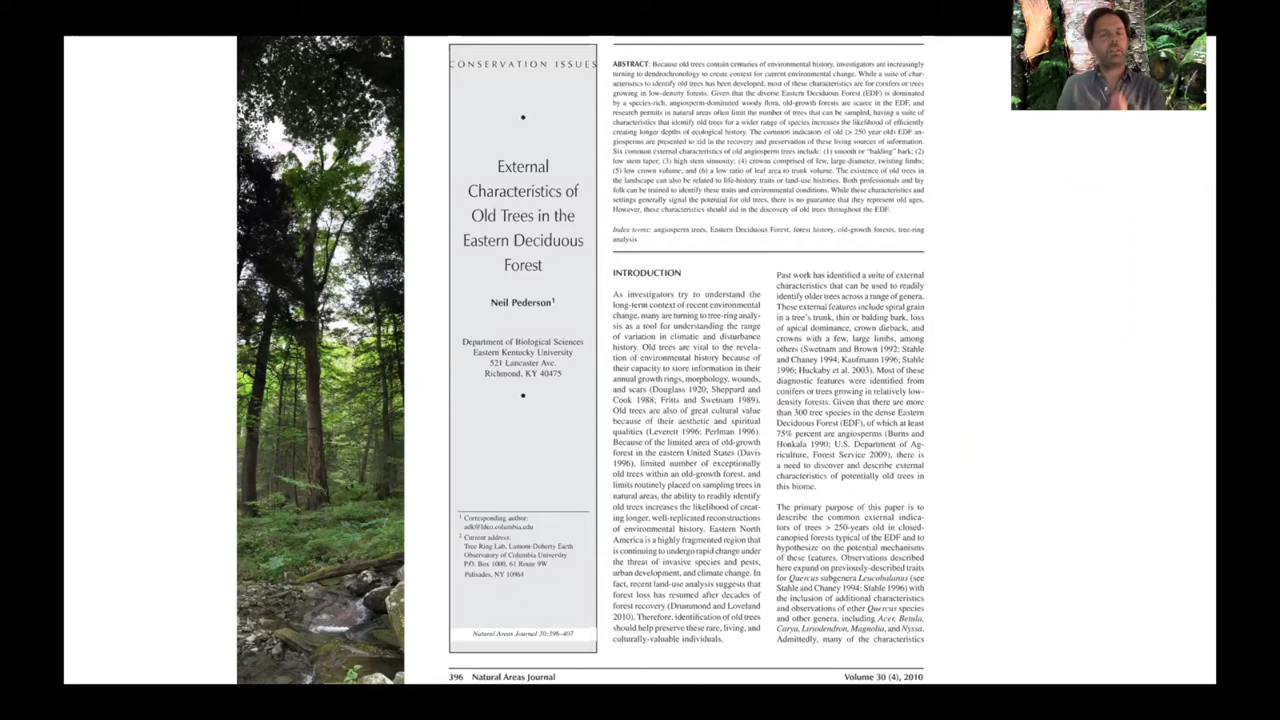 CONSERVATION ISSUES
•
External
Characteristics of
Old Trees in the
Eastern Deciduous
Forest
Neil Pederson¹
Department of Biological Sciences
Eastern Kentucky University
521 Lancaster Ave.
Richmond, KY 40475
•
¹ Corresponding author:
adk@ldeo.columbia.edu
² Current address:
Tree Ring Lab, Lamont-Doherty Earth
Observatory of Columbia University
P.O. Box 1000, 61 Route 9W
Palisades, NY 10964
Natural Areas Journal 30:396–407
ABSTRACT: Because old trees contain centuries of environmental history, investigators are increasingly
turning to dendrochronology to create context for current environmental change. While a suite of char-
acteristics to identify old trees has been developed, most of these characteristics are for conifers or trees
growing in low-density forests. Given that the diverse Eastern Deciduous Forest (EDF) is dominated
by a species-rich, angiosperm-dominated woody flora, old-growth forests are scarce in the EDF, and
research permits in natural areas often limit the number of trees that can be sampled, having a suite of
characteristics that identify old trees for a wider range of species increases the likelihood of efficiently
creating longer depths of ecological history. The common indicators of old (> 250 year old) EDF an-
giosperms are presented to aid in the recovery and preservation of these living sources of information.
Six common external characteristics of old angiosperm trees include: (1) smooth or “balding” bark; (2)
low stem taper; (3) high stem sinuosity; (4) crowns comprised of few, large-diameter, twisting limbs;
(5) low crown volume; and (6) a low ratio of leaf area to trunk volume. The existence of old trees in
the landscape can also be related to life-history traits or land-use histories. Both professionals and lay
folk can be trained to identify these traits and environmental conditions. While these characteristics and
settings generally signal the potential for old trees, there is no guarantee that they represent old ages.
However, these characteristics should aid in the discovery of old trees throughout the EDF.
Index terms: angiosperm trees, Eastern Deciduous Forest, forest history, old-growth forests, tree-ring
analysis
INTRODUCTION
As investigators try to understand the
long-term context of recent environmental
change, many are turning to tree-ring analy-
sis as a tool for understanding the range
of variation in climatic and disturbance
history. Old trees are vital to the revela-
tion of environmental history because of
their capacity to store information in their
annual growth rings, morphology, wounds,
and scars (Douglass 1920; Sheppard and
Cook 1988; Fritts and Swetnam 1989).
Old trees are also of great cultural value
because of their aesthetic and spiritual
qualities (Leverett 1996; Perlman 1996).
Because of the limited area of old-growth
forest in the eastern United States (Davis
1996), limited number of exceptionally
old trees within an old-growth forest, and
limits routinely placed on sampling trees in
natural areas, the ability to readily identify
old trees increases the likelihood of creat-
ing longer, well-replicated reconstructions
of environmental history. Eastern North
America is a highly fragmented region that
is continuing to undergo rapid change under
the threat of invasive species and pests,
urban development, and climate change. In
fact, recent land-use analysis suggests that
forest loss has resumed after decades of
forest recovery (Drummond and Loveland
2010). Therefore, identification of old trees
should help preserve these rare, living, and
culturally-valuable individuals.
Past work has identified a suite of external
characteristics that can be used to readily
identify older trees across a range of genera.
These external features include spiral grain
in a tree's trunk, thin or balding bark, loss
of apical dominance, crown dieback, and
crowns with a few, large limbs, among
others (Swetnam and Brown 1992; Stahle
and Chaney 1994; Kaufmann 1996; Stahle
1996; Huckaby et al. 2003). Most of these
diagnostic features were identified from
conifers or trees growing in relatively low-
density forests. Given that there are more
than 300 tree species in the dense Eastern
Deciduous Forest (EDF), of which at least
75% percent are angiosperms (Burns and
Honkala 1990; U.S. Department of Ag-
riculture, Forest Service 2009), there is
a need to discover and describe external
characteristics of potentially old trees in
this biome.
The primary purpose of this paper is to
describe the common external indica-
tors of trees > 250-years old in closed-
canopied forests typical of the EDF and to
hypothesize on the potential mechanisms
of these features. Observations described
here expand on previously-described traits
for Quercus subgenera Leucobalanus (see
Stahle and Chaney 1994; Stahle 1996) with
the inclusion of additional characteristics
and observations of other Quercus species
and other genera, including Acer, Betula,
Carya, Liriodendron, Magnolia, and Nyssa.
Admittedly, many of the characteristics
396 Natural Areas Journal
Volume 30 (4), 2010